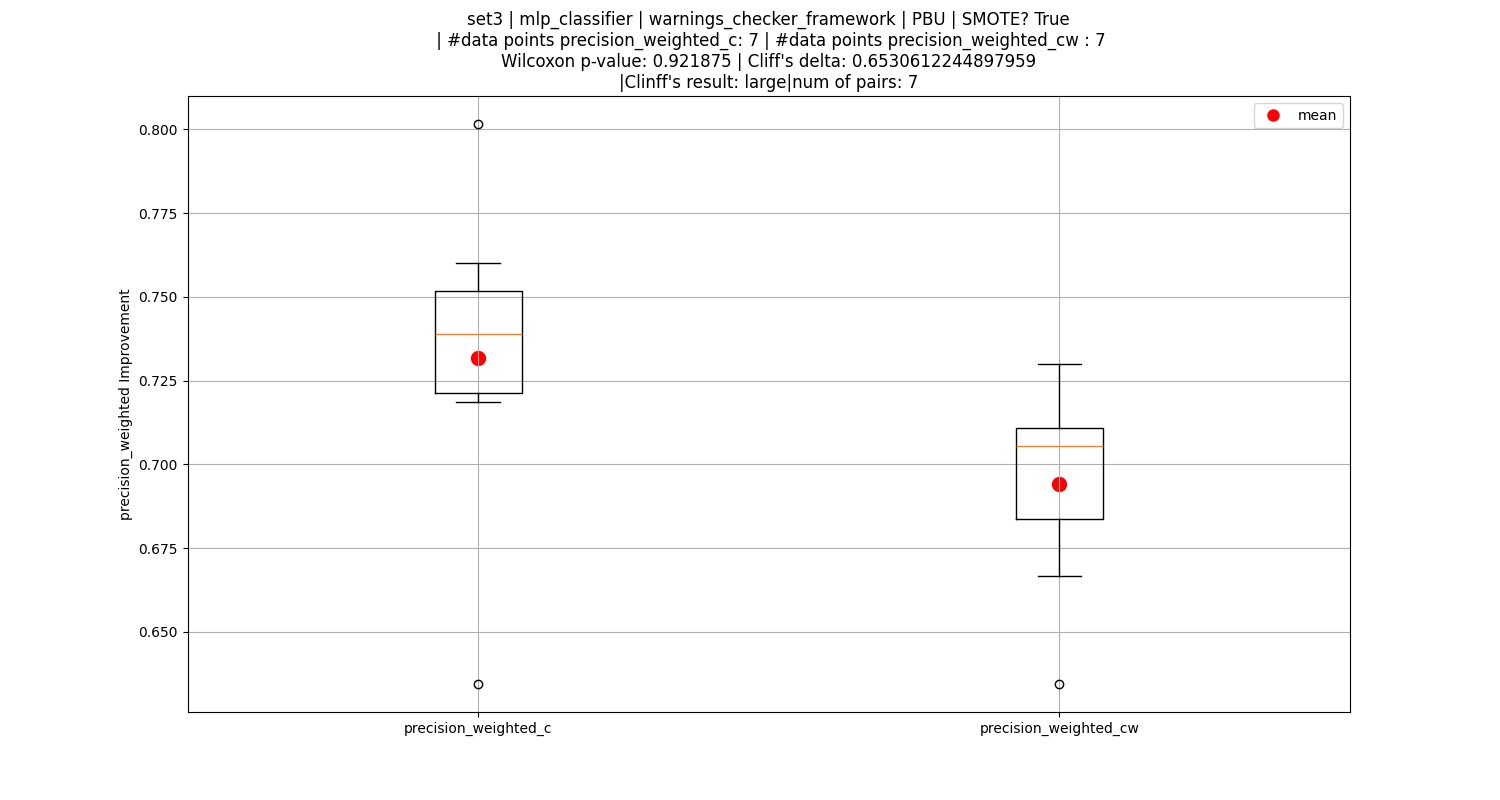 set3 | mlp_classifier | warnings_checker_framework | PBU | SMOTE? True
| #data points precision_weighted_c: 7 | #data points precision_weighted_cw : 7
Wilcoxon p-value: 0.921875 | Cliff's delta: 0.6530612244897959
|Clinff's result: large|num of pairs: 7
mean
0.800
0.775
0.750
0.725
0.700
0.675
0.650
precision_weighted Improvement
precision_weighted_c
precision_weighted_cw